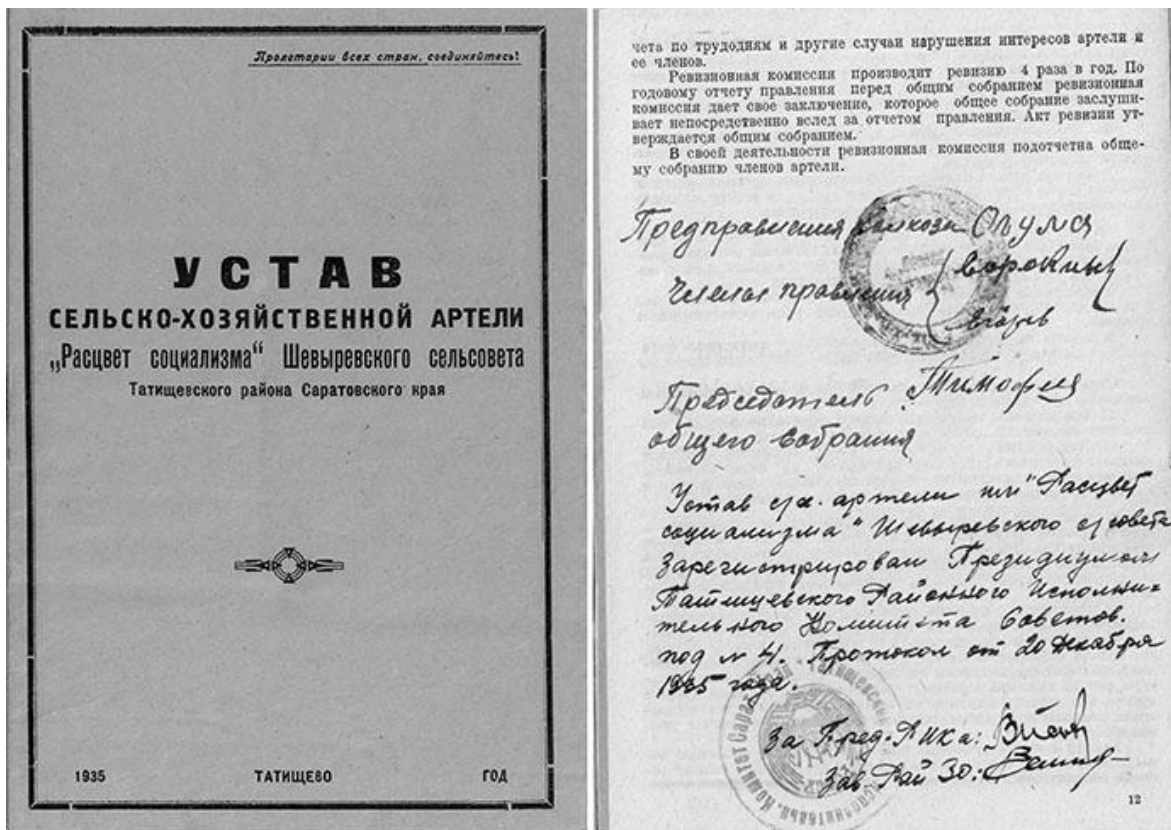 Пролетарии всех стран, соединяйтесь!
УСТАВ
СЕЛЬСКО-ХОЗЯЙСТВЕННОЙ АРТЕЛИ
„Расцвет социализма“ Шевыревского сельсовета
Татищевского района Саратовского края
1935 ТАТИЩЕВО ГОД
чета по трудодням и другие случаи нарушения интересов артели и
ее членов.
Ревизионная комиссия производит ревизию 4 раза в год. По
годовому отчету правления перед общим собранием ревизионная
комиссия дает свое заключение, которое общее собрание заслуши-
вает непосредственно вслед за отчетом правления. Акт ревизии ут-
верждается общим собранием.
В своей деятельности ревизионная комиссия подотчетна обще-
му собранию членов артели.
Предправления колхоза
Члены правления
Председатель Тимофеев
общего собрания
Устав с/х. артели им "Расцвет
социализма" Шевыревского с/совета
Зарегистрирован Президиумом
Татищевского Районного Исполни-
тельного Комитета Советов.
под № 4. Протокол от 20 декабря
1935 года.
За Пред. Рика:
Зав Рай ЗО:
12